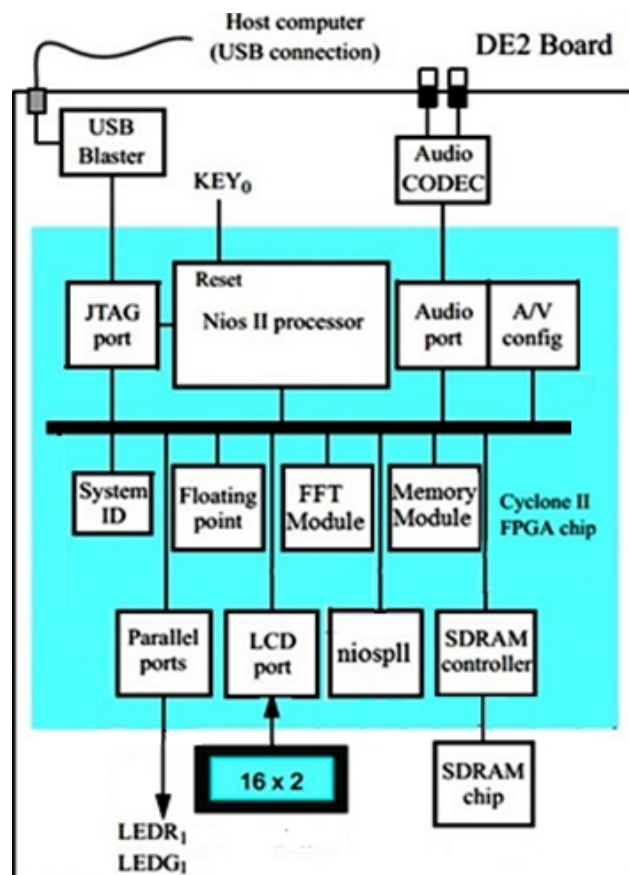 Host computer
(USB connection)
DE2 Board
USB
Blaster
Audio
CODEC
KEY₀
Reset
Nios II processor
JTAG
port
Audio
port
A/V
config
System
ID
Floating
point
FFT
Module
Memory
Module
Cyclone II
FPGA chip
Parallel
ports
LCD
port
niospll
SDRAM
controller
16 x 2
SDRAM
chip
LEDR₁
LEDG₁